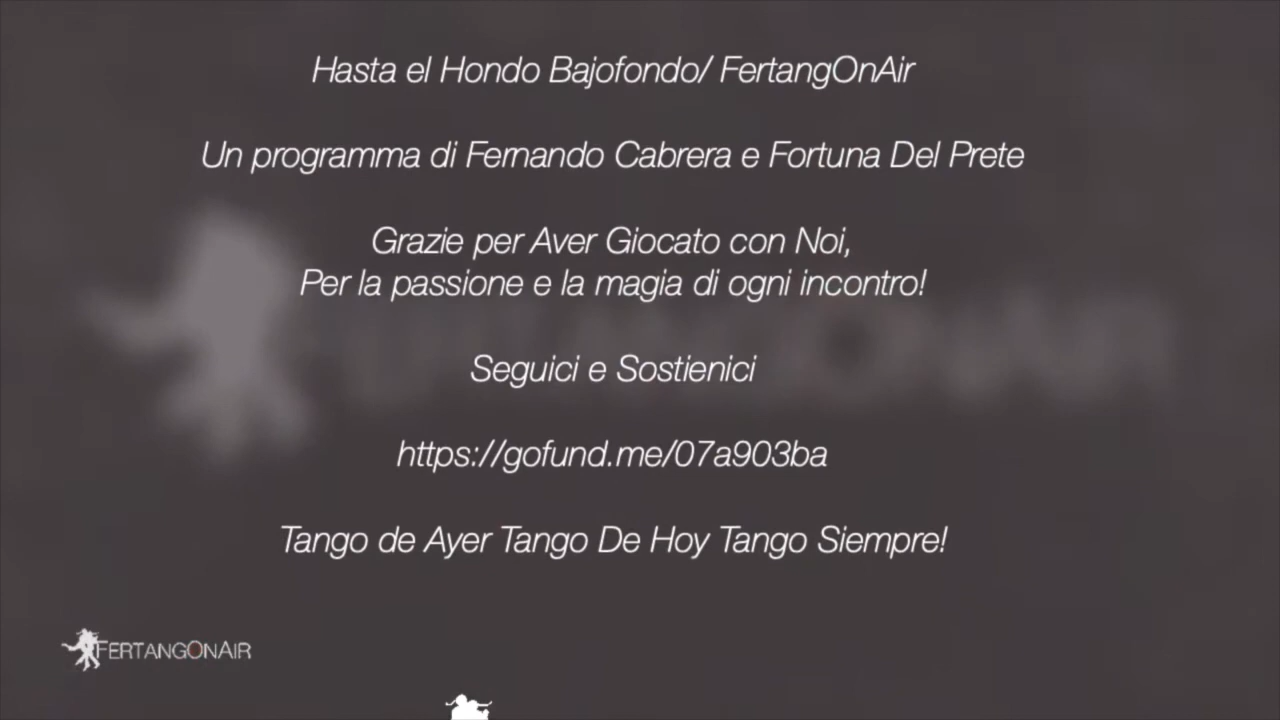 Hasta el Hondo Bajofondo/ FertangOnAir
Un programma di Fernando Cabrera e Fortuna Del Prete
Grazie per Aver Giocato con Noi,
Per la passione e la magia di ogni incontro!
Seguici e Sostienici
https://gofund.me/07a903ba
Tango de Ayer Tango De Hoy Tango Siempre!
FERTANGONAIR